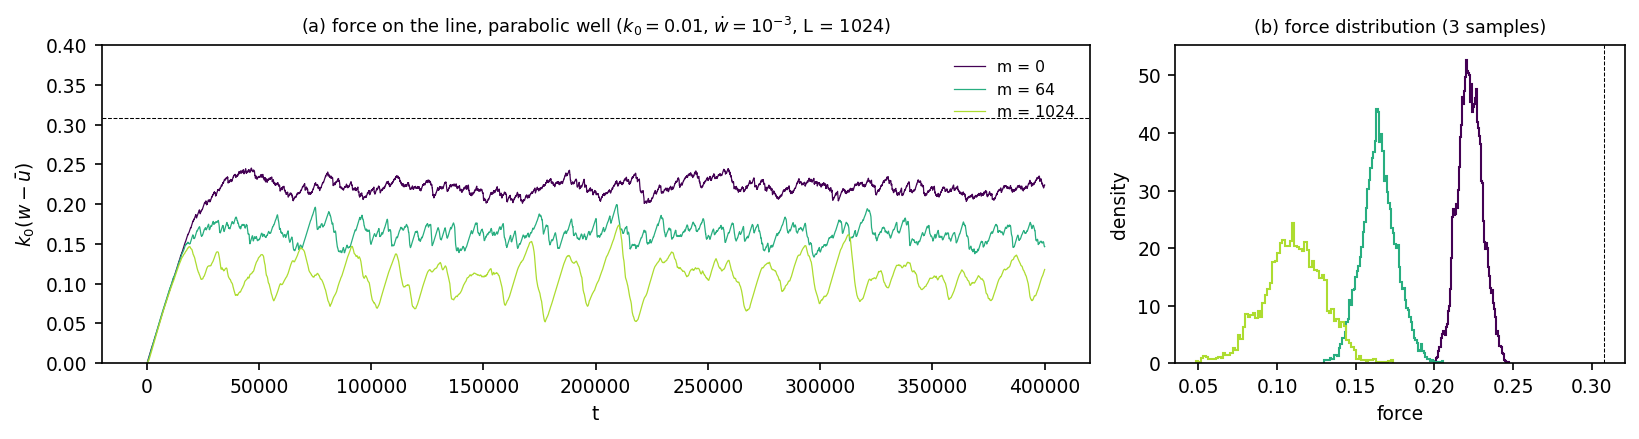 (a) force on the line, parabolic well (k₀ = 0.01, ẇ = 10⁻³, L = 1024)
k₀(w − ū)
0.40
0.35
0.30
0.25
0.20
0.15
0.10
0.05
0.00
m = 0
m = 64
m = 1024
0 50000 100000 150000 200000 250000 300000 350000 400000
t
(b) force distribution (3 samples)
density
50
40
30
20
10
0
0.05 0.10 0.15 0.20 0.25 0.30
force